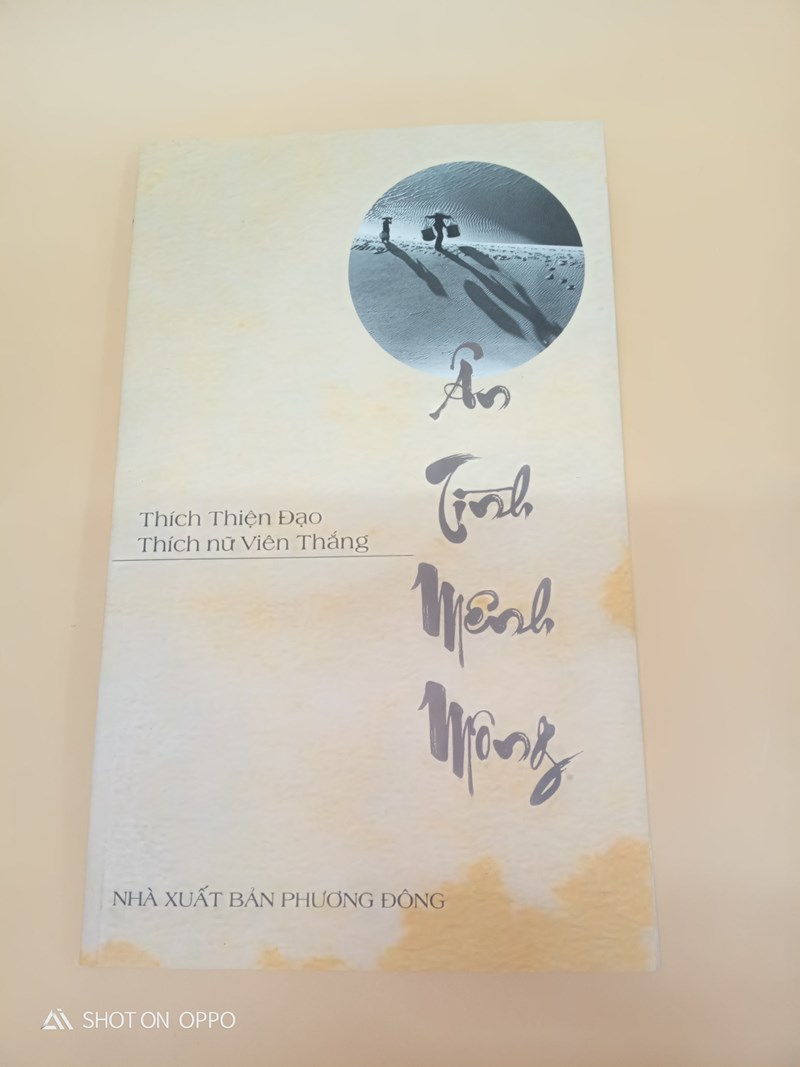 Ân
Tình
Mênh
Mông
Thích Thiện Đạo
Thích nữ Viên Thắng
NHÀ XUẤT BẢN PHƯƠNG ĐÔNG
SHOT ON OPPO